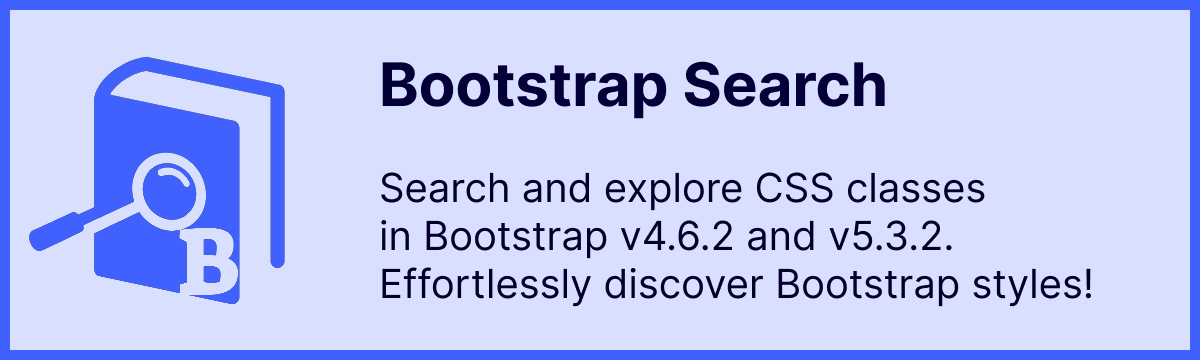 Bootstrap Search
Search and explore CSS classes
in Bootstrap v4.6.2 and v5.3.2.
Effortlessly discover Bootstrap styles!
B